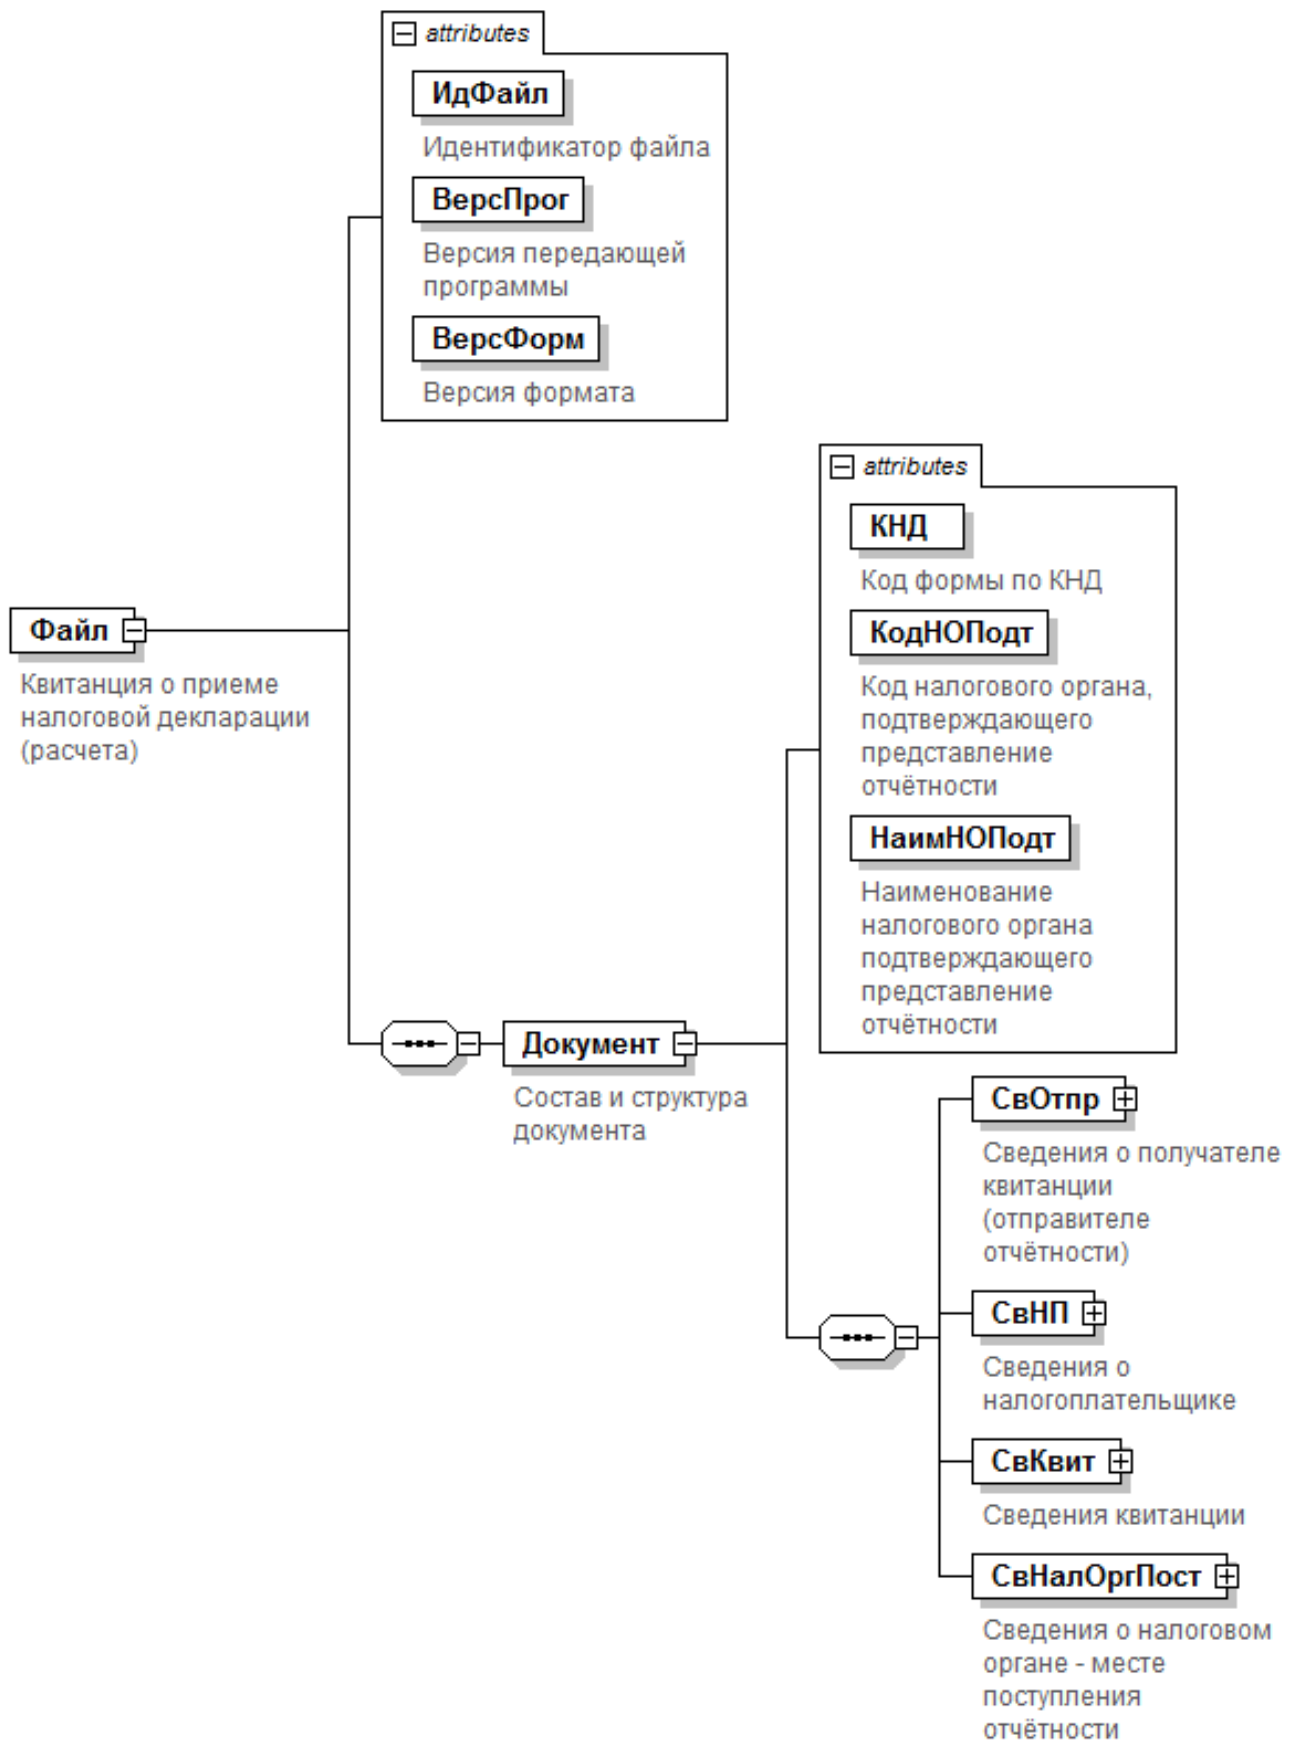 attributes
ИдФайл
Идентификатор файла
ВерсПрог
Версия передающей
программы
ВерсФорм
Версия формата
attributes
КНД
Код формы по КНД
КодНОПодт
Код налогового органа,
подтверждающего
представление
отчётности
НаимНОПодт
Наименование
налогового органа
подтверждающего
представление
отчётности
Файл
Квитанция о приеме
налоговой декларации
(расчета)
Документ
Состав и структура
документа
СвОтпр
Сведения о получателе
квитанции
(отправителе
отчётности)
СвНП
Сведения о
налогоплательщике
СвКвит
Сведения квитанции
СвНалОргПост
Сведения о налоговом
органе - месте
поступления
отчётности